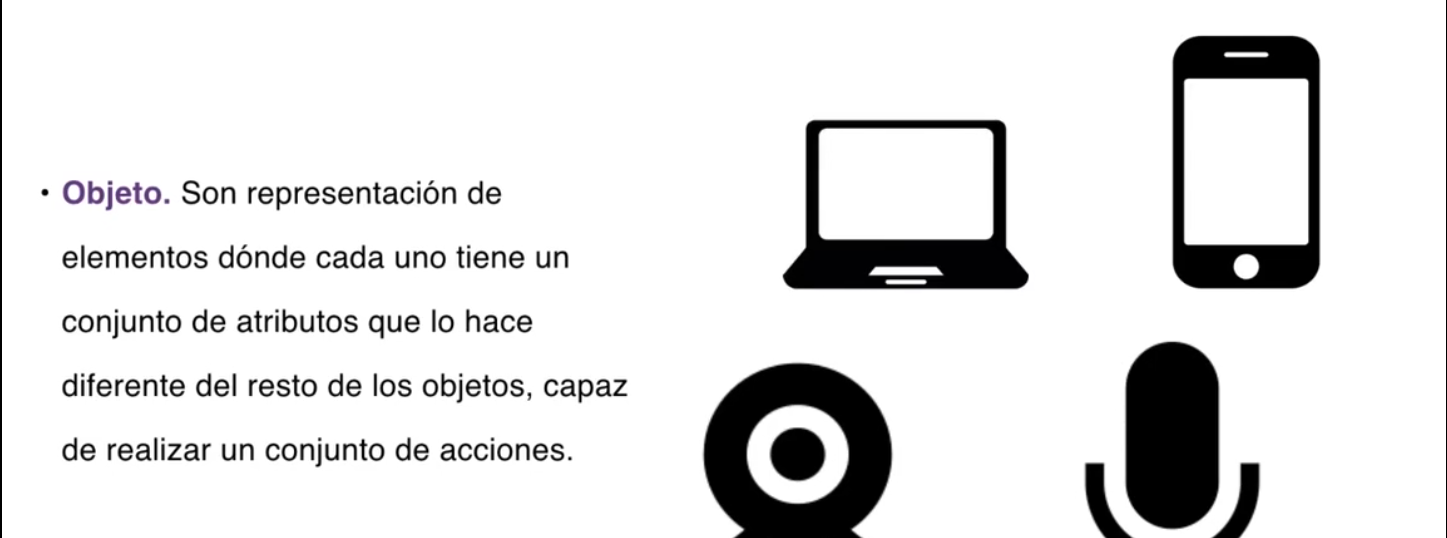 • Objeto. Son representación de
elementos dónde cada uno tiene un
conjunto de atributos que lo hace
diferente del resto de los objetos, capaz
de realizar un conjunto de acciones.